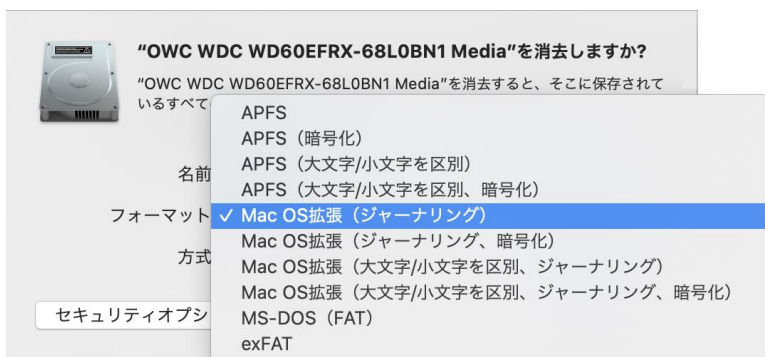 “OWC WDC WD60EFRX-68L0BN1 Media”を消去しますか?
“OWC WDC WD60EFRX-68L0BN1 Media”を消去すると、そこに保存されて
いるすべて
APFS
APFS（暗号化）
名前
APFS（大文字/小文字を区別）
APFS（大文字/小文字を区別、暗号化）
フォーマット
✓ Mac OS拡張（ジャーナリング）
Mac OS拡張（ジャーナリング、暗号化）
方式
Mac OS拡張（大文字/小文字を区別、ジャーナリング）
Mac OS拡張（大文字/小文字を区別、ジャーナリング、暗号化）
セキュリティオプシ
MS-DOS（FAT）
exFAT